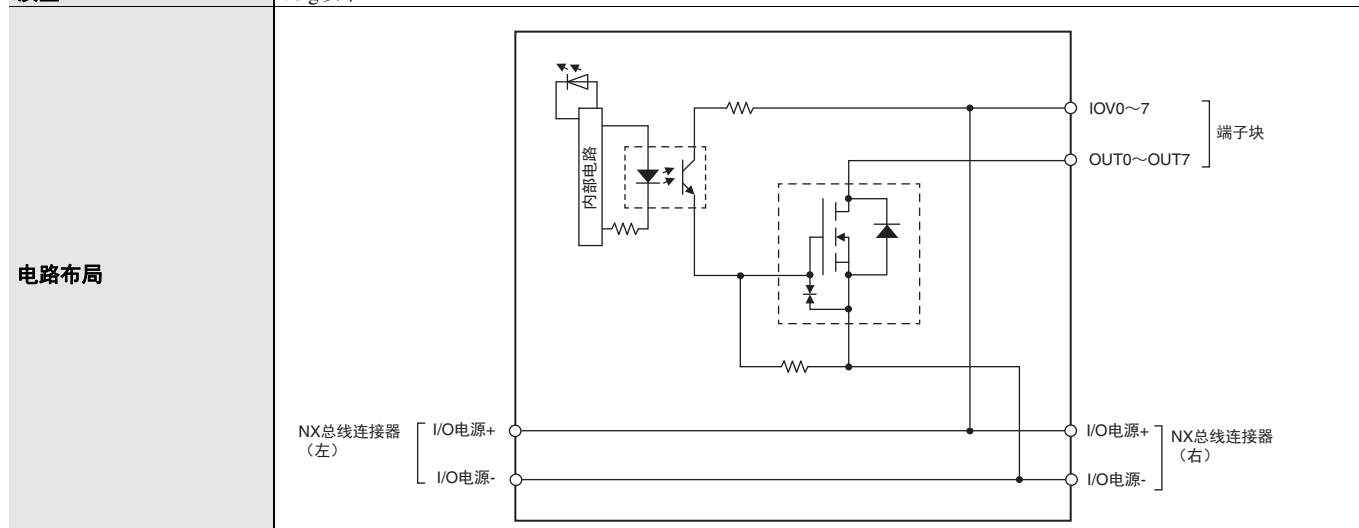 电路布局
内部电路
IOV0～7
OUT0～OUT7
端子块
NX总线连接器
（左）
I/O电源+
I/O电源-
I/O电源+
I/O电源-
NX总线连接器
（右）